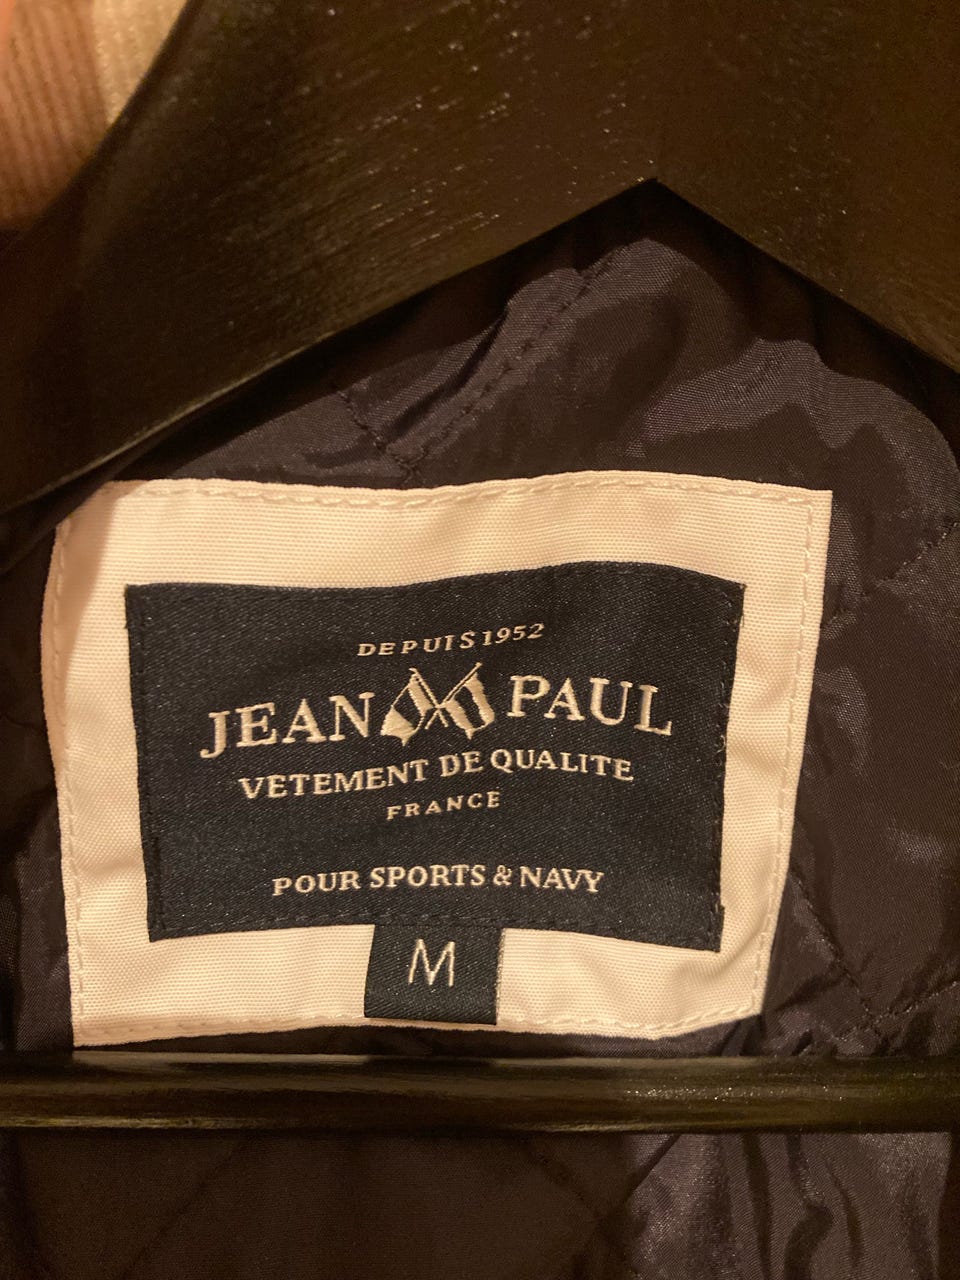 DEPUIS 1952
JEAN PAUL
VETEMENT DE QUALITE
FRANCE
POUR SPORTS & NAVY
M